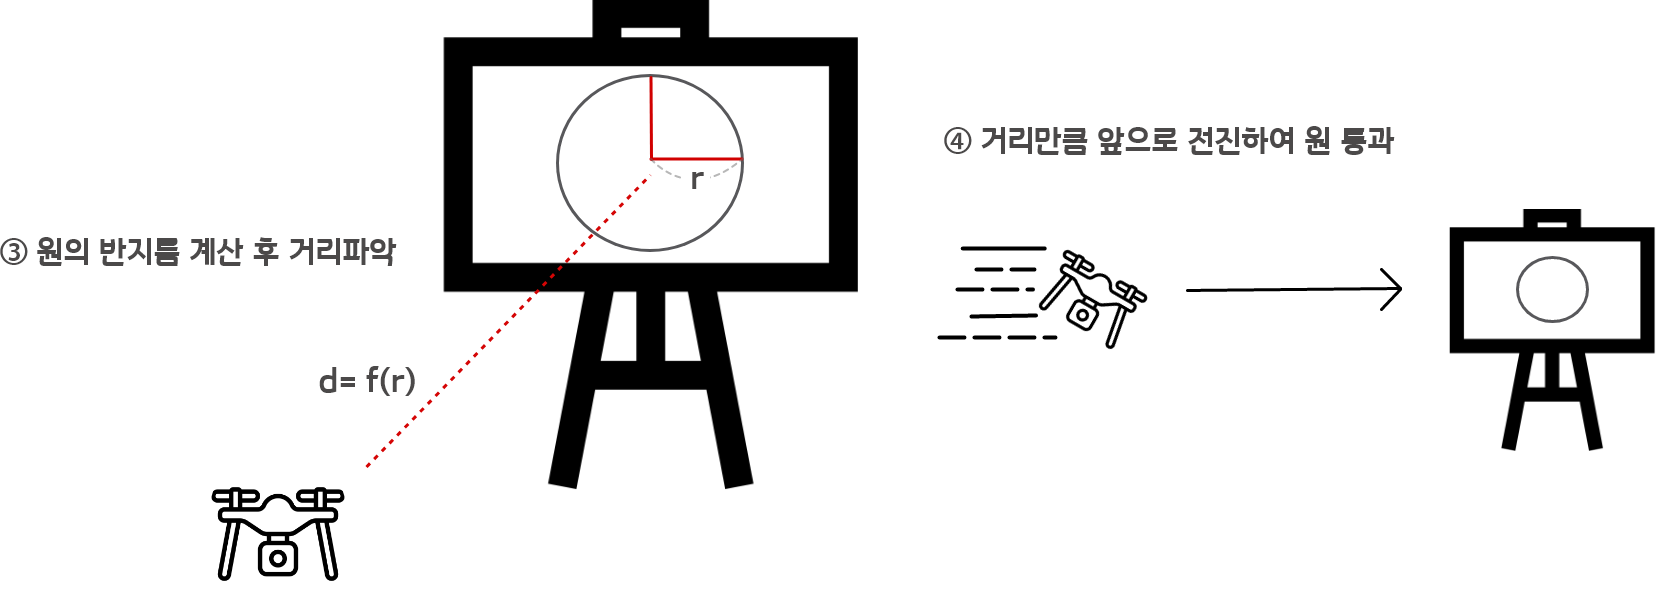 ③ 원의 반지름 계산 후 거리파악
r
d= f(r)
④ 거리만큼 앞으로 전진하여 원 통과